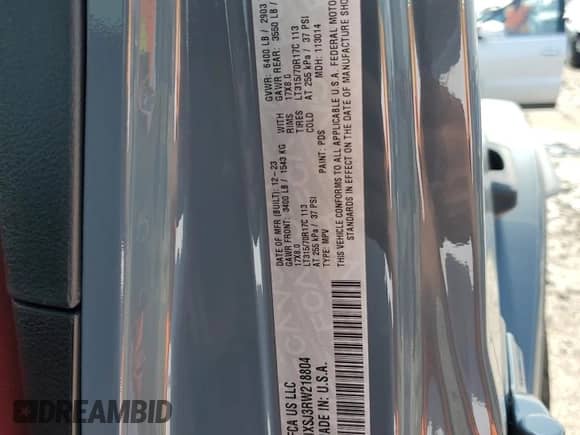 FCA US LLC
DATE OF MFR (BUILT): 12-23
GVWR: 6400 LB / 2903
GAWR FRONT: 3400 LB / 1543 KG
WITH
GAWR REAR: 3550 LB /
17X8.0
RIMS
17X8.0
LT315/70R17C 113
TIRES
LT315/70R17C 113
AT 255 kPa / 37 PSI
COLD
AT 255 kPa / 37 PSI
TYPE: MPV
PAINT: PDS
MDH: 113014
THIS VEHICLE CONFORMS TO ALL APPLICABLE U.S.A. FEDERAL MOTOR
STANDARDS IN EFFECT ON THE DATE OF MANUFACTURE SHO
XSJ3RW218804
MADE IN: U.S.A.
DREAMBID